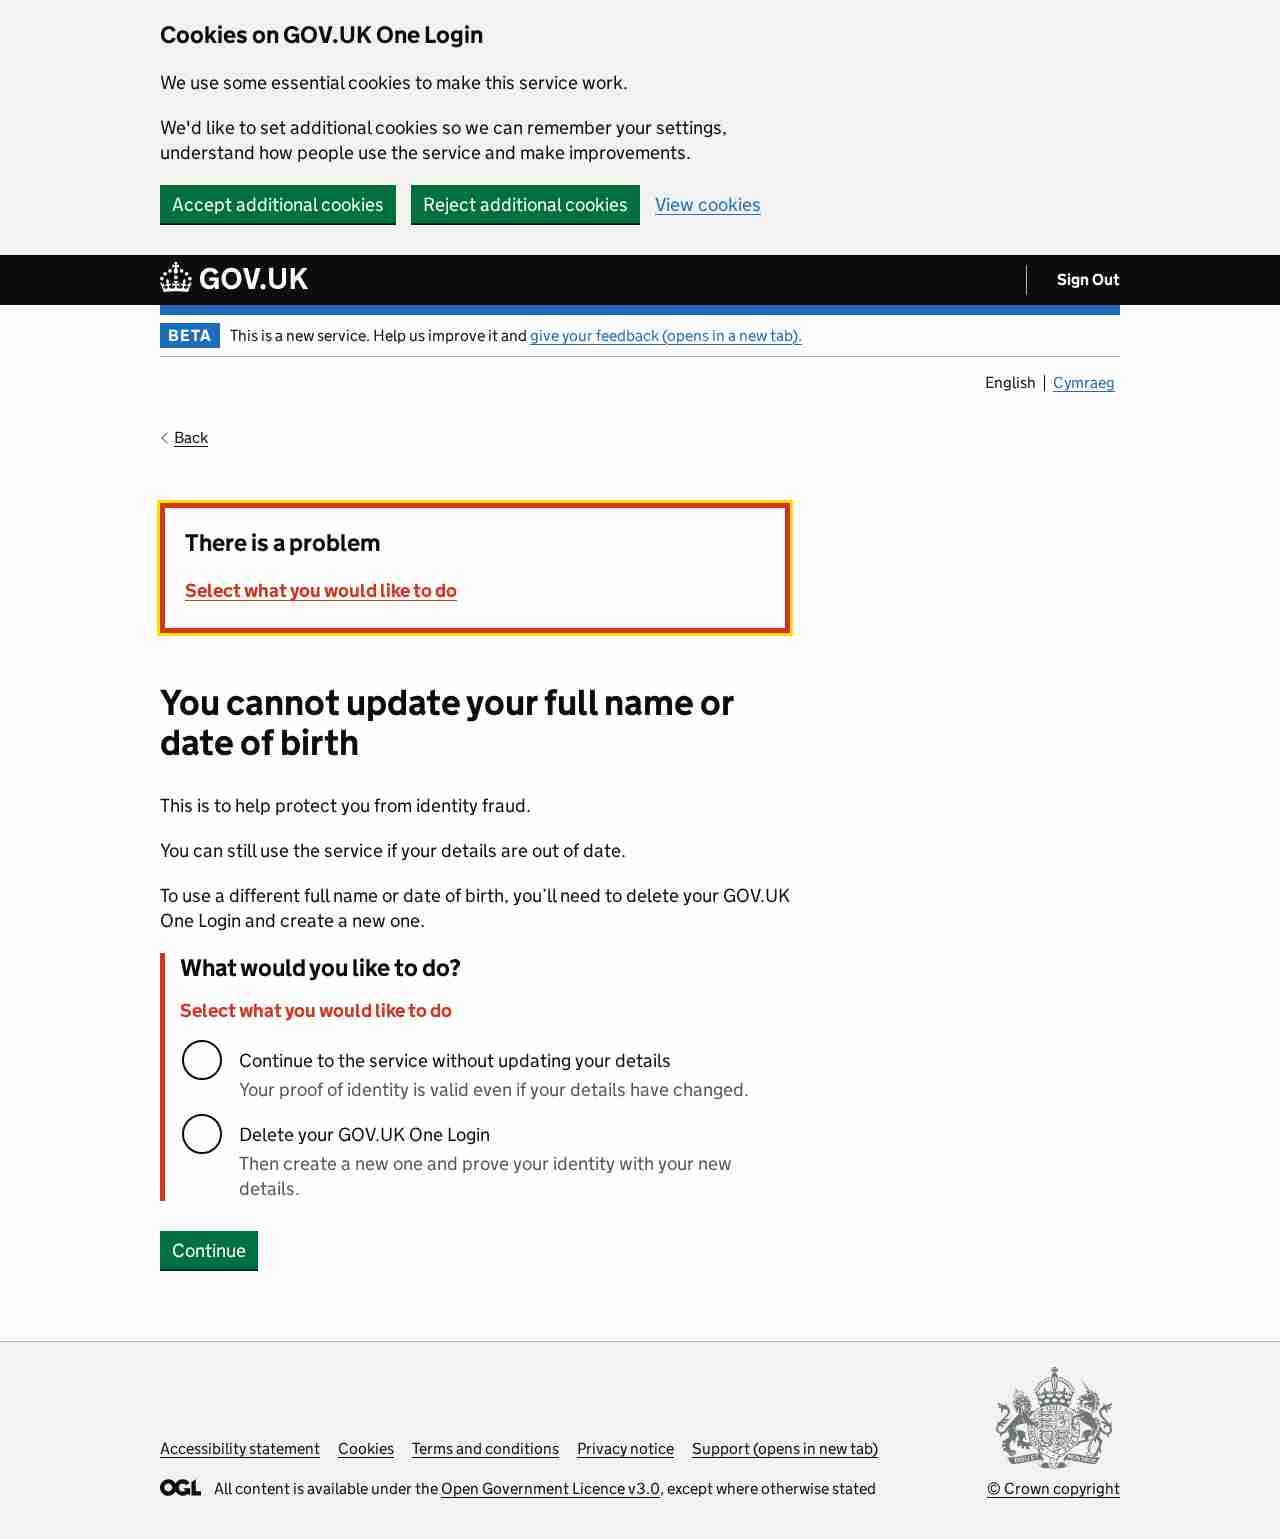 Cookies on GOV.UK One Login
We use some essential cookies to make this service work.
We'd like to set additional cookies so we can remember your settings,
understand how people use the service and make improvements.
Accept additional cookies Reject additional cookies View cookies
GOV.UK Sign Out
BETA This is a new service. Help us improve it and give your feedback (opens in a new tab).
English Cymraeg
Back
There is a problem
Select what you would like to do
You cannot update your full name or
date of birth
This is to help protect you from identity fraud.
You can still use the service if your details are out of date.
To use a different full name or date of birth, you’ll need to delete your GOV.UK
One Login and create a new one.
What would you like to do?
Select what you would like to do
Continue to the service without updating your details
Your proof of identity is valid even if your details have changed.
Delete your GOV.UK One Login
Then create a new one and prove your identity with your new
details.
Continue
Accessibility statement Cookies Terms and conditions Privacy notice Support (opens in new tab)
OGL All content is available under the Open Government Licence v3.0, except where otherwise stated
© Crown copyright